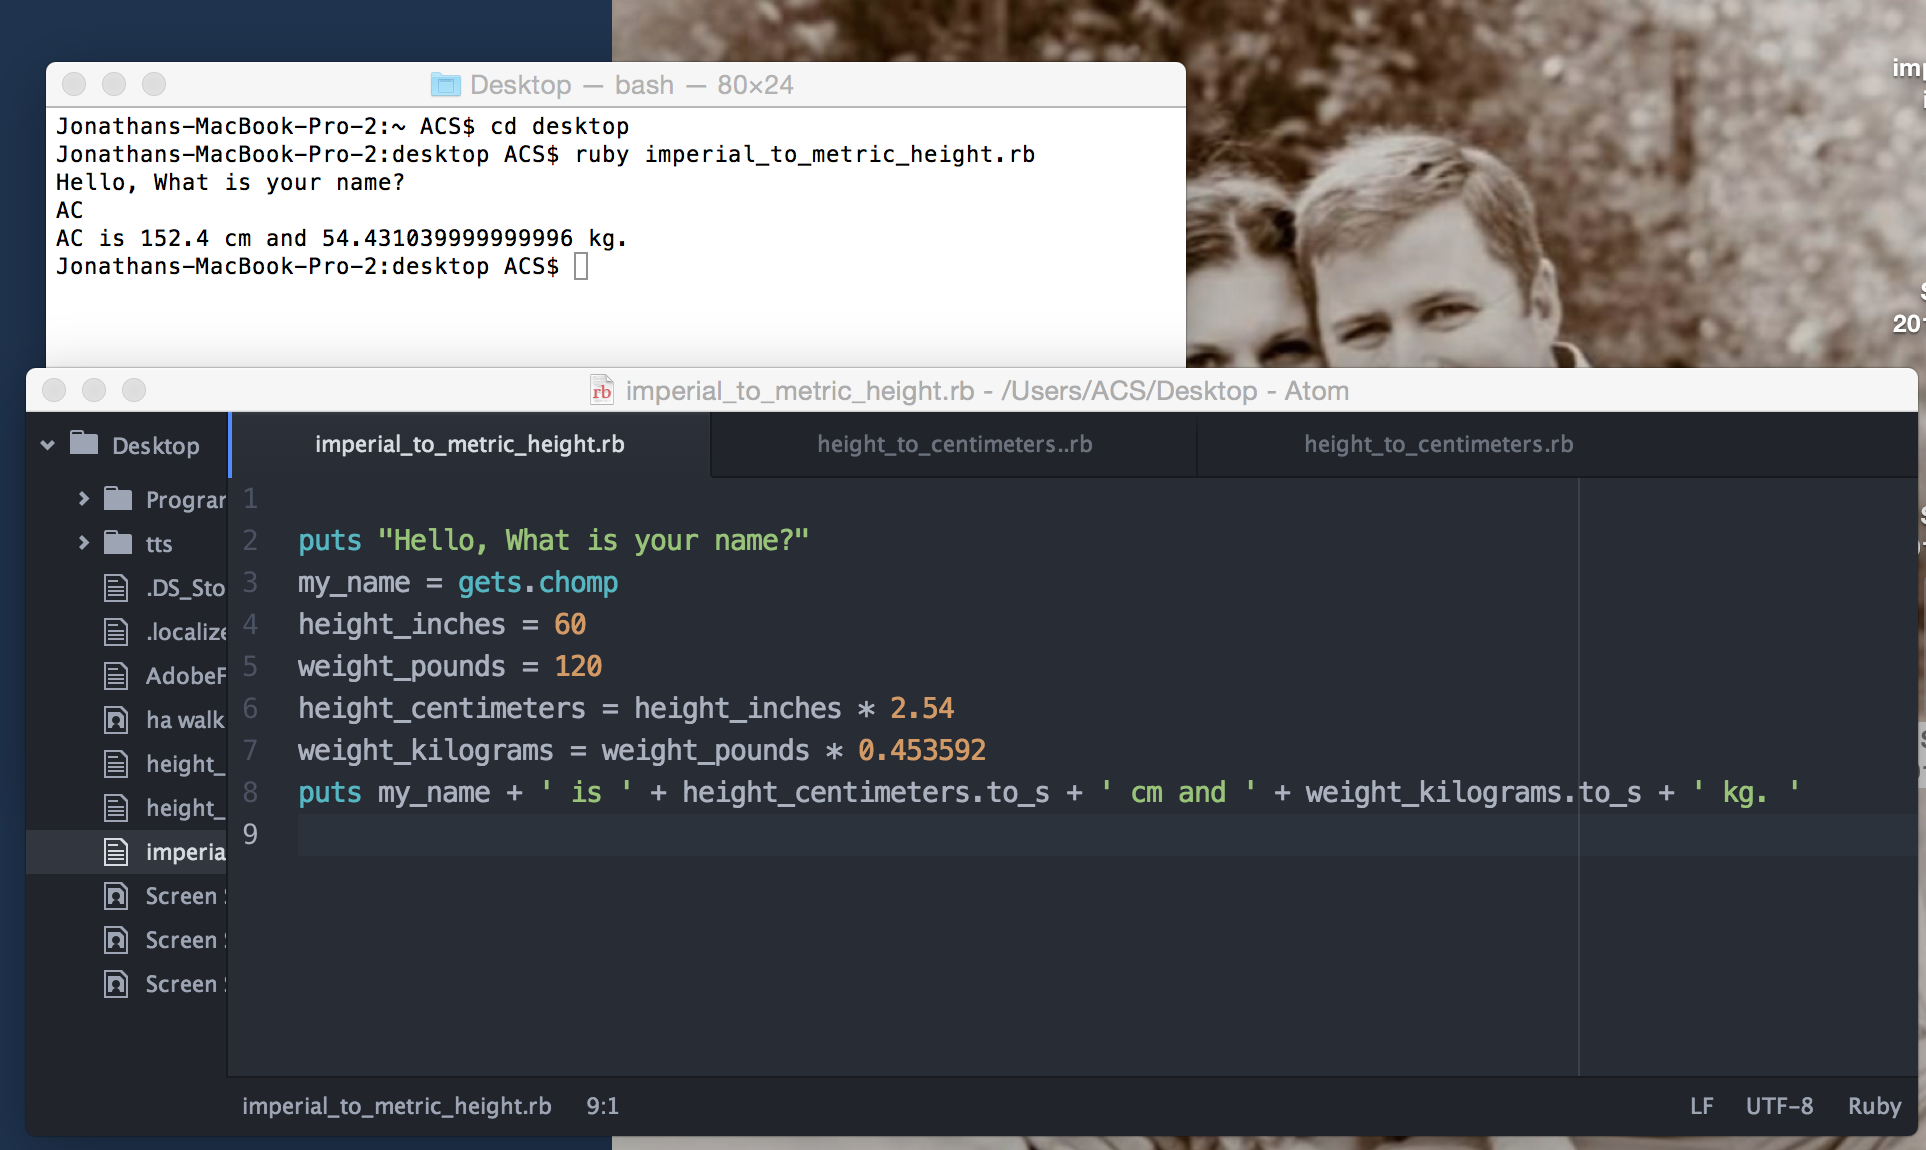 Desktop — bash — 80×24
Jonathans-MacBook-Pro-2:~ ACS$ cd desktop
Jonathans-MacBook-Pro-2:desktop ACS$ ruby imperial_to_metric_height.rb
Hello, What is your name?
AC
AC is 152.4 cm and 54.431039999999996 kg.
Jonathans-MacBook-Pro-2:desktop ACS$
imp
201
rb imperial_to_metric_height.rb - /Users/ACS/Desktop - Atom
Desktop
Program
tts
.DS_Sto
.localize
AdobeF
ha walk
height_
height_
imperia
Screen
Screen
Screen
imperial_to_metric_height.rb height_to_centimeters..rb height_to_centimeters.rb
1
2 puts "Hello, What is your name?"
3 my_name = gets.chomp
4 height_inches = 60
5 weight_pounds = 120
6 height_centimeters = height_inches * 2.54
7 weight_kilograms = weight_pounds * 0.453592
8 puts my_name + ' is ' + height_centimeters.to_s + ' cm and ' + weight_kilograms.to_s + ' kg. '
9
imperial_to_metric_height.rb 9:1 LF UTF-8 Ruby